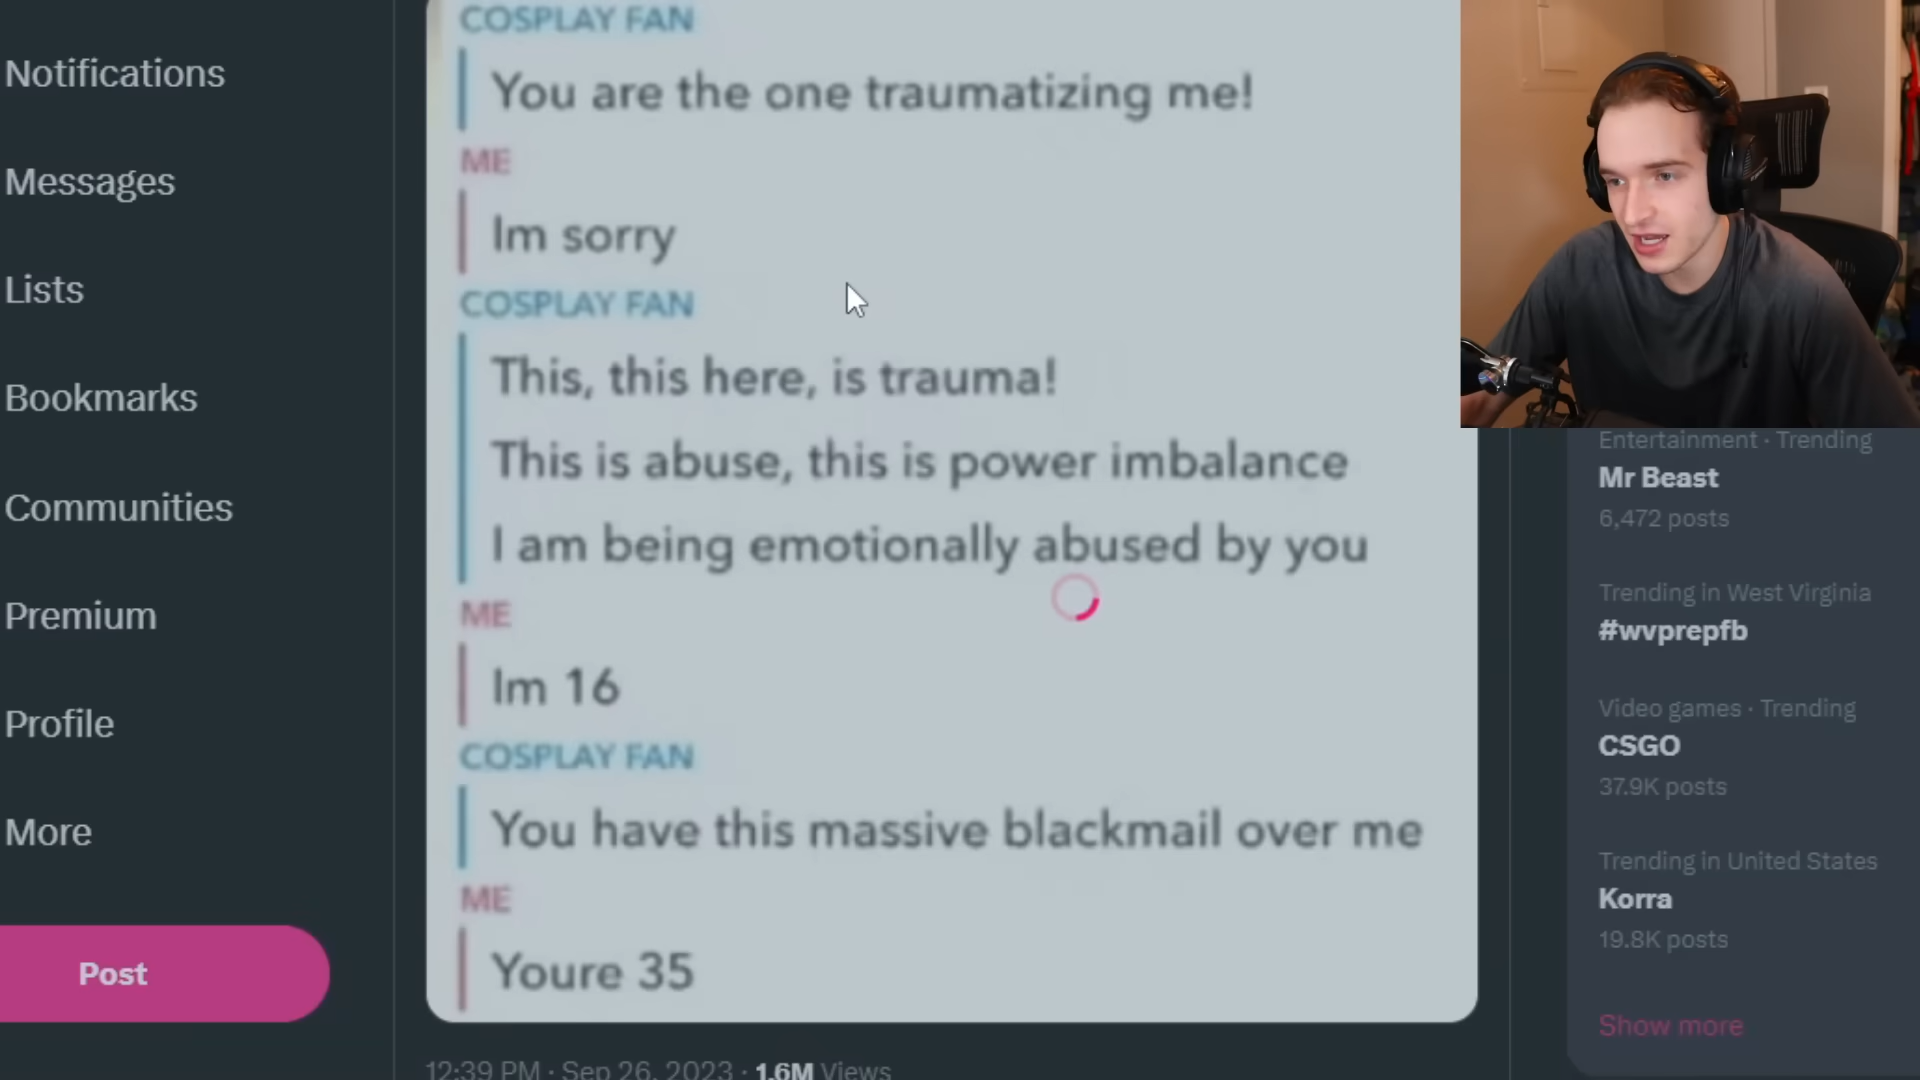 Notifications
Messages
Lists
Bookmarks
Communities
Premium
Profile
More
Post
COSPLAY FAN
You are the one traumatizing me!
ME
Im sorry
COSPLAY FAN
This, this here, is trauma!
This is abuse, this is power imbalance
I am being emotionally abused by you
ME
Im 16
COSPLAY FAN
You have this massive blackmail over me
ME
Youre 35
12:39 PM · Sep 26, 2023 · 1.6M Views
Entertainment · Trending
Mr Beast
6,472 posts
Trending in West Virginia
#wvprepfb
Video games · Trending
CSGO
37.9K posts
Trending in United States
Korra
19.8K posts
Show more